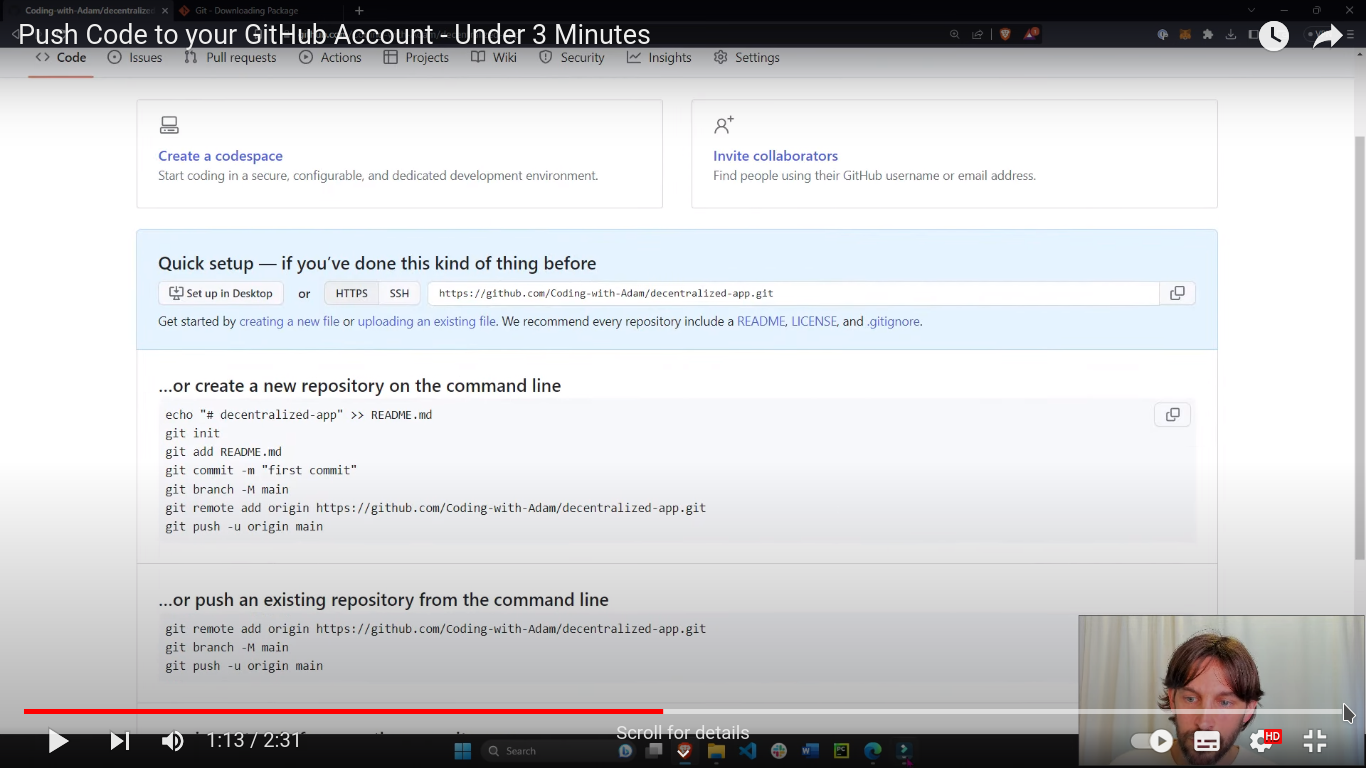 Coding-with-Adam/decentralize
Git - Downloading Package
Push Code to your GitHub Account - Under 3 Minutes
Code
Issues
Pull requests
Actions
Projects
Wiki
Security
Insights
Settings
Create a codespace
Start coding in a secure, configurable, and dedicated development environment.
Invite collaborators
Find people using their GitHub username or email address.
Quick setup — if you've done this kind of thing before
Set up in Desktop
or
HTTPS
SSH
https://github.com/Coding-with-Adam/decentralized-app.git
Get started by creating a new file or uploading an existing file. We recommend every repository include a README, LICENSE, and .gitignore.
...or create a new repository on the command line
echo "# decentralized-app" >> README.md
git init
git add README.md
git commit -m "first commit"
git branch -M main
git remote add origin https://github.com/Coding-with-Adam/decentralized-app.git
git push -u origin main
...or push an existing repository from the command line
git remote add origin https://github.com/Coding-with-Adam/decentralized-app.git
git branch -M main
git push -u origin main
Scroll for details
1:13 / 2:31
Search
HD